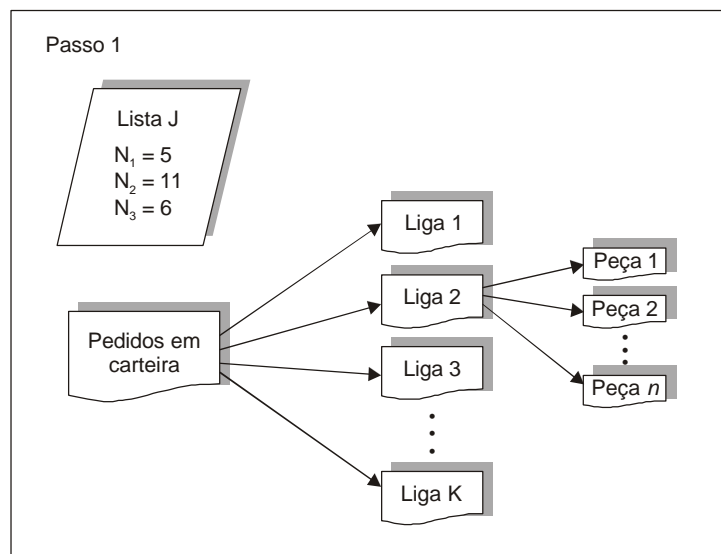 Passo 1
Lista J
N₁ = 5
N₂ = 11
N₃ = 6
Pedidos em
carteira
Liga 1
Liga 2
Liga 3
Liga K
Peça 1
Peça 2
Peça n